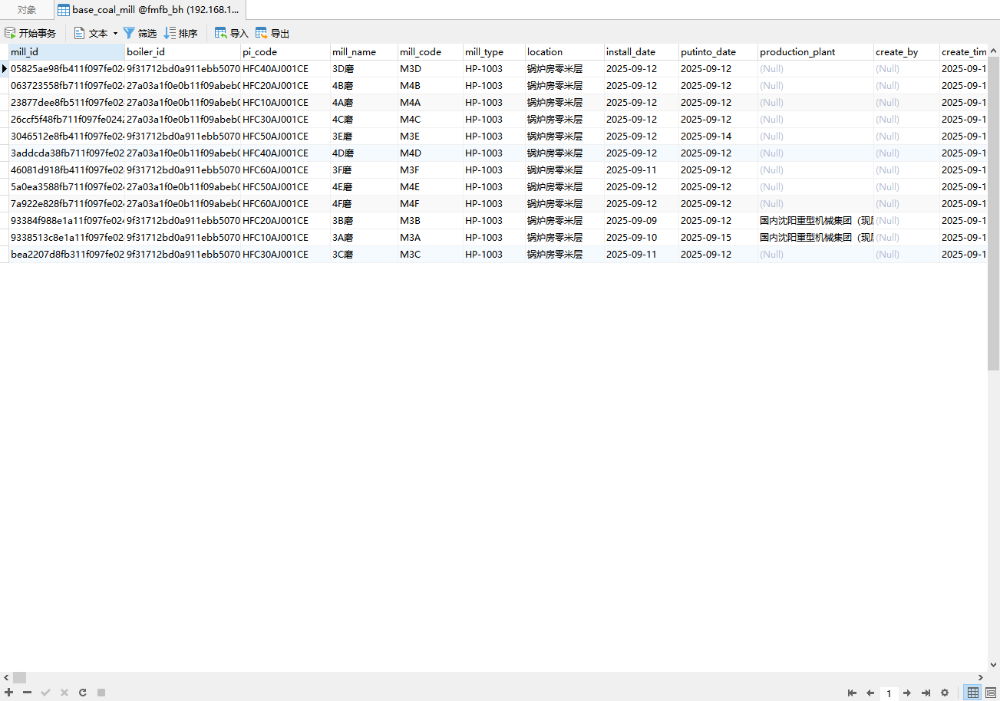 对象 base_coal_mill @fmfb_bh (192.168.1...
开始事务 文本 筛选 排序 导入 导出
mill_id boiler_id pi_code mill_name mill_code mill_type location install_date putinto_date production_plant create_by create_tim
05825ae98fb411f097fe024 9f31712bd0a911ebb5070 HFC40AJ001CE 3D磨 M3D HP-1003 锅炉房零米层 2025-09-12 2025-09-12 (Null) (Null) 2025-09-1
063723558fb711f097fe024 27a03a1f0e0b11f09abeb0 HFC20AJ001CE 4B磨 M4B HP-1003 锅炉房零米层 2025-09-12 2025-09-12 (Null) (Null) 2025-09-1
23877dee8fb511f097fe02 27a03a1f0e0b11f09abeb0 HFC10AJ001CE 4A磨 M4A HP-1003 锅炉房零米层 2025-09-12 2025-09-12 (Null) (Null) 2025-09-1
26ccf5f48fb711f097fe0242 27a03a1f0e0b11f09abeb0 HFC30AJ001CE 4C磨 M4C HP-1003 锅炉房零米层 2025-09-12 2025-09-12 (Null) (Null) 2025-09-1
3046512e8fb411f097fe024 9f31712bd0a911ebb5070 HFC50AJ001CE 3E磨 M3E HP-1003 锅炉房零米层 2025-09-12 2025-09-14 (Null) (Null) 2025-09-1
3addcda38fb711f097fe02 27a03a1f0e0b11f09abeb0 HFC40AJ001CE 4D磨 M4D HP-1003 锅炉房零米层 2025-09-12 2025-09-12 (Null) (Null) 2025-09-1
46081d918fb411f097fe02 9f31712bd0a911ebb5070 HFC60AJ001CE 3F磨 M3F HP-1003 锅炉房零米层 2025-09-11 2025-09-12 (Null) (Null) 2025-09-1
5a0ea3588fb711f097fe024 27a03a1f0e0b11f09abeb0 HFC50AJ001CE 4E磨 M4E HP-1003 锅炉房零米层 2025-09-12 2025-09-12 (Null) (Null) 2025-09-1
7a922e828fb711f097fe024 27a03a1f0e0b11f09abeb0 HFC60AJ001CE 4F磨 M4F HP-1003 锅炉房零米层 2025-09-12 2025-09-12 (Null) (Null) 2025-09-1
93384f988e1a11f097fe024 9f31712bd0a911ebb5070 HFC20AJ001CE 3B磨 M3B HP-1003 锅炉房零米层 2025-09-09 2025-09-12 国内沈阳重型机械集团（现 (Null) 2025-09-1
9338513c8e1a11f097fe02 9f31712bd0a911ebb5070 HFC10AJ001CE 3A磨 M3A HP-1003 锅炉房零米层 2025-09-10 2025-09-15 国内沈阳重型机械集团（现 (Null) 2025-09-1
bea2207d8fb311f097fe02 9f31712bd0a911ebb5070 HFC30AJ001CE 3C磨 M3C HP-1003 锅炉房零米层 2025-09-11 2025-09-12 (Null) (Null) 2025-09-1
1